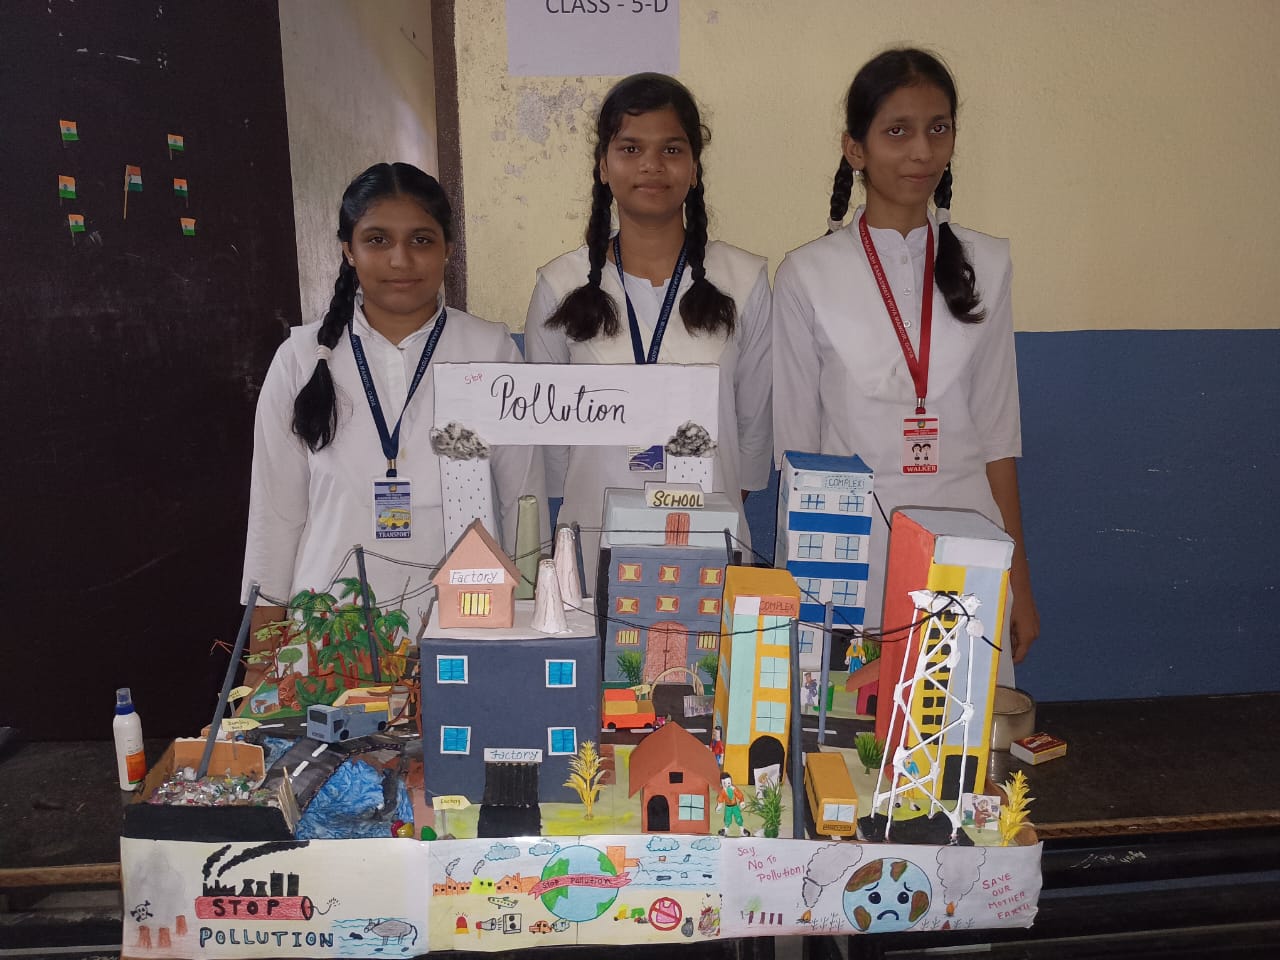 CLASS - 5-D
Stop
Pollution
SCHOOL
COMPLEX
Factory
COMPLEX
Factory
TRANSPORT
WALKER
STOP
POLLUTION
STOP POLLUTION
Say
No To
Pollution!
SAVE
OUR
MOTHER
EARTH